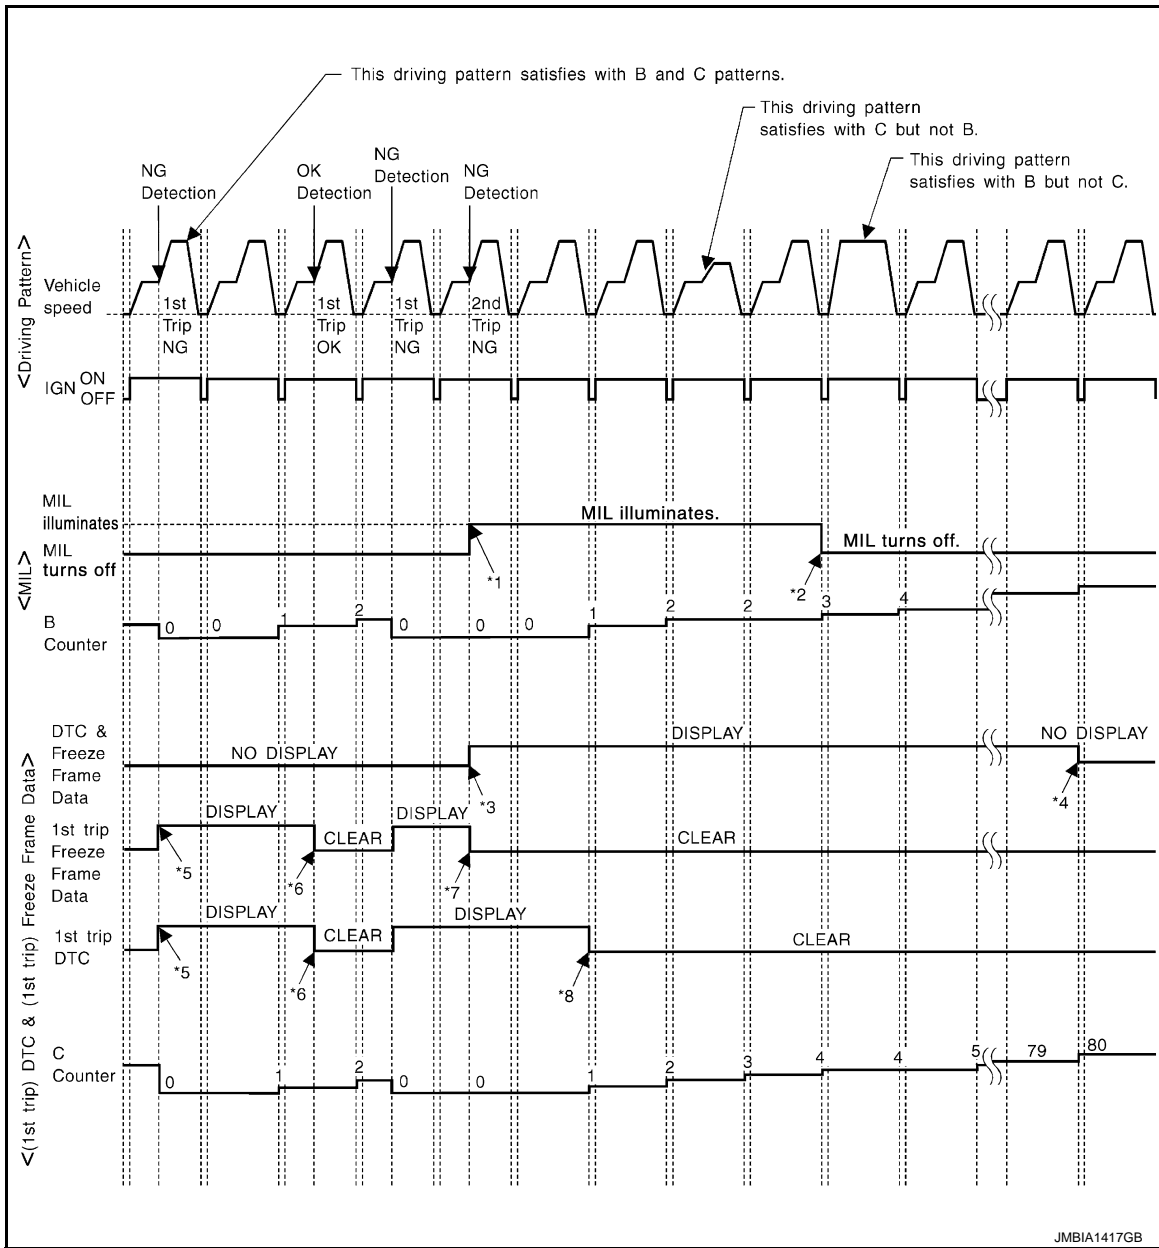 This driving pattern satisfies with B and C patterns.
This driving pattern
satisfies with C but not B.
This driving pattern
satisfies with B but not C.
NG
Detection
OK
Detection
NG
Detection
NG
Detection
<Driving Pattern>
Vehicle
speed
1st
Trip
NG
1st
Trip
OK
1st
Trip
NG
2nd
Trip
NG
IGN ON
OFF
<MIL>
MIL
illuminates
MIL
turns off
MIL illuminates.
MIL turns off.
*1
*2
B
Counter
0 0 1 2 0 0 0 1 2 2 3 4
<(1st trip) DTC & (1st trip) Freeze Frame Data>
DTC &
Freeze
Frame
Data
NO DISPLAY
DISPLAY
NO DISPLAY
*3
*4
1st trip
Freeze
Frame
Data
DISPLAY
CLEAR
DISPLAY
CLEAR
*5
*6
*7
1st trip
DTC
DISPLAY
CLEAR
DISPLAY
CLEAR
*5
*6
*8
C
Counter
0 1 2 0 0 1 2 3 4 4 5 79 80
JMBIA1417GB